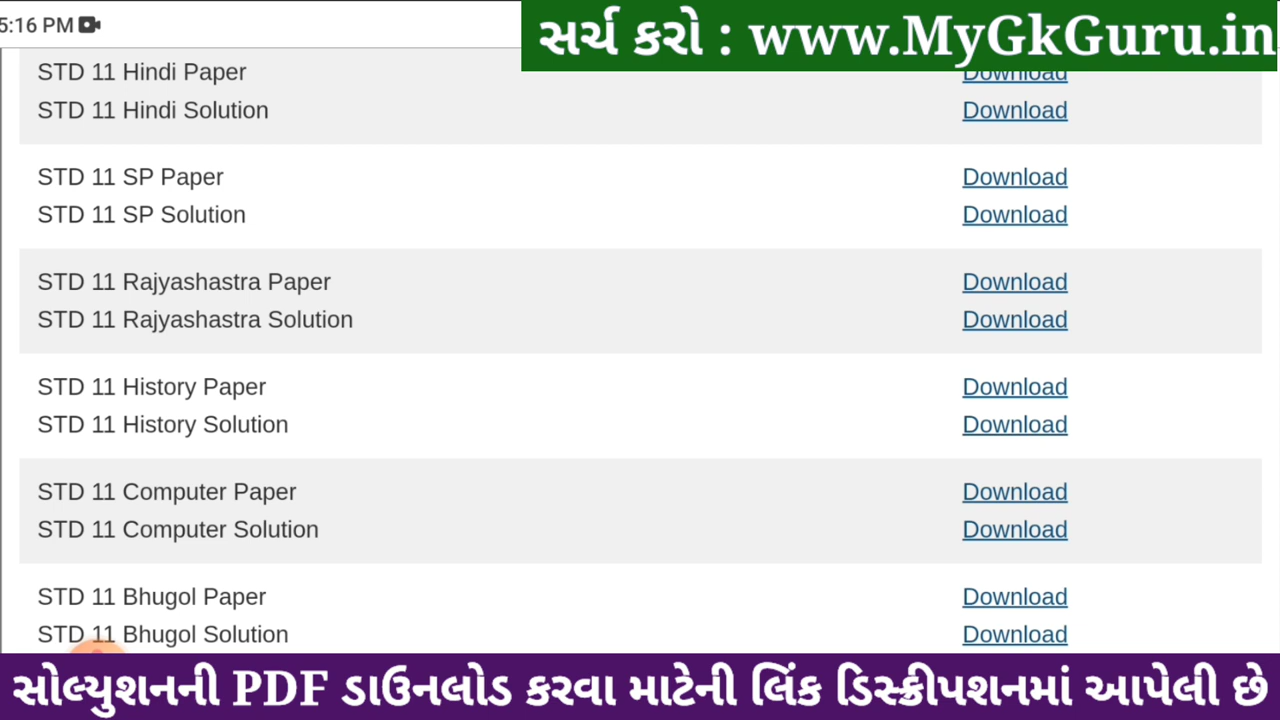 5:16 PM
સર્ચ કરો : www.MyGkGuru.in
STD 11 Hindi Paper Download
STD 11 Hindi Solution Download
STD 11 SP Paper Download
STD 11 SP Solution Download
STD 11 Rajyashastra Paper Download
STD 11 Rajyashastra Solution Download
STD 11 History Paper Download
STD 11 History Solution Download
STD 11 Computer Paper Download
STD 11 Computer Solution Download
STD 11 Bhugol Paper Download
STD 11 Bhugol Solution Download
સોલ્યુશનની PDF ડાઉનલોડ કરવા માટેની લિંક ડિસ્ક્રીપશનમાં આપેલી છે